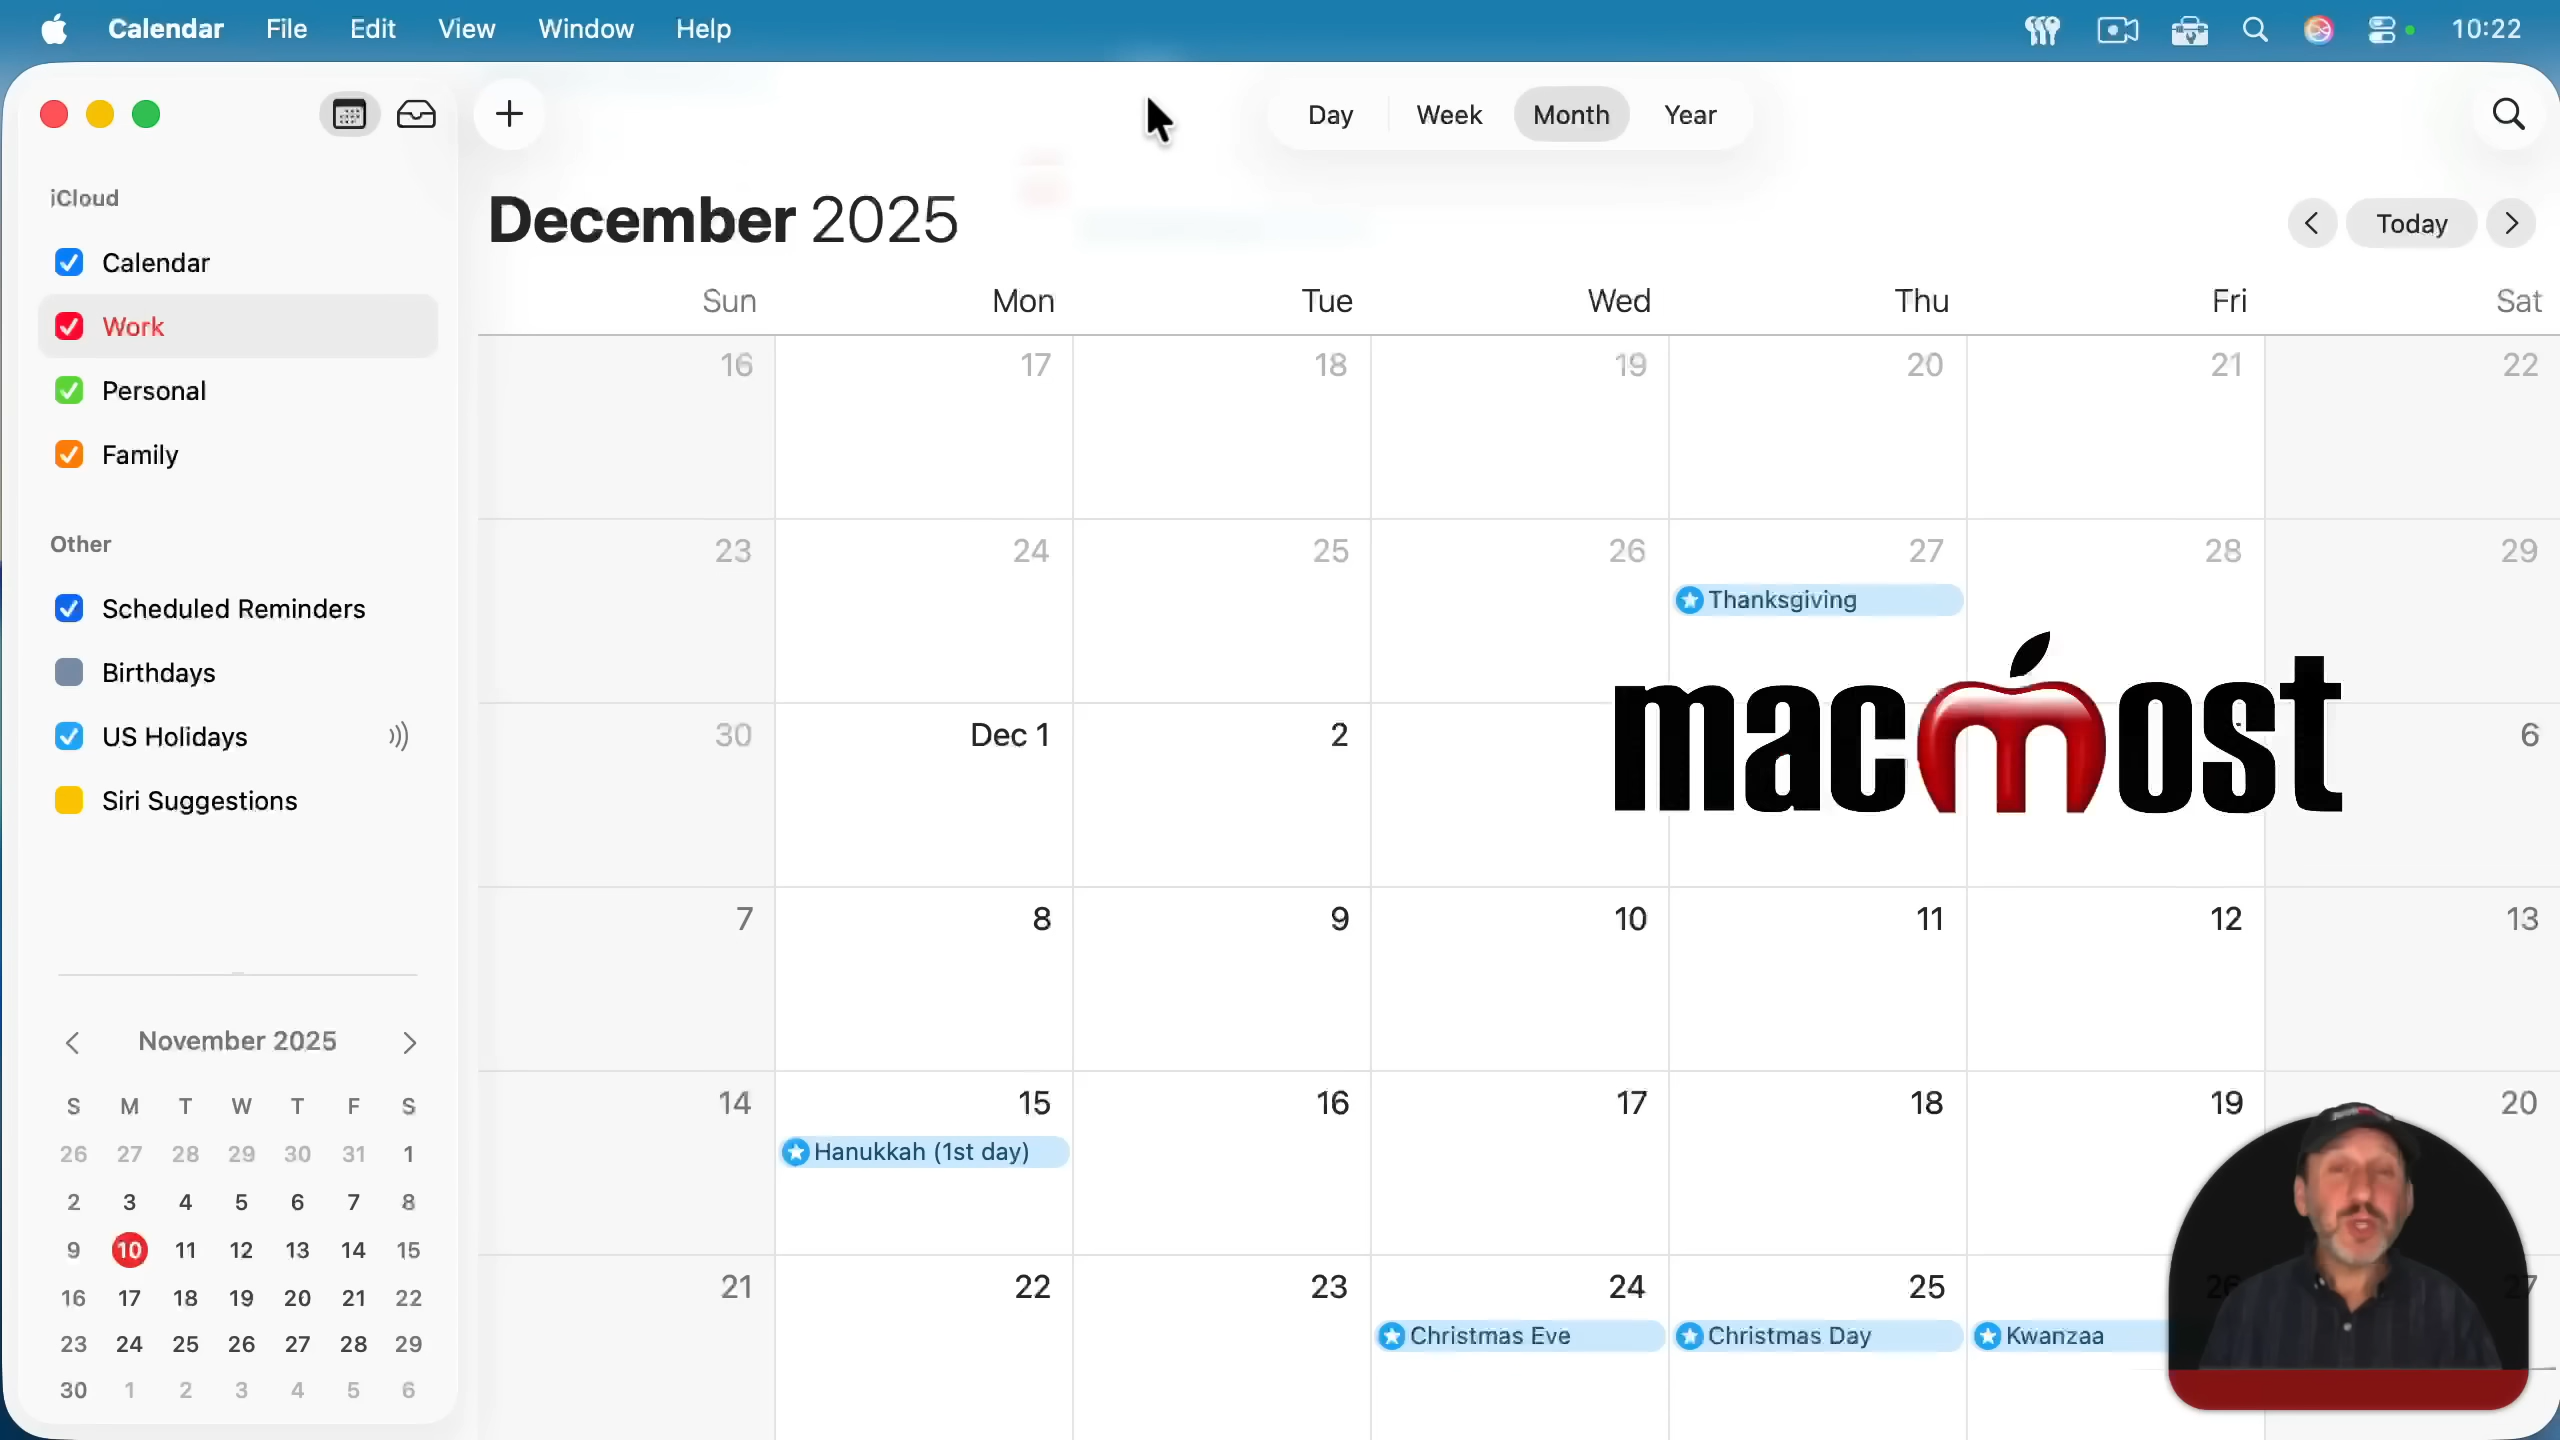 Calendar File Edit View Window Help 10:22
Day Week Month Year
iCloud
Calendar
Work
Personal
Family
Other
Scheduled Reminders
Birthdays
US Holidays
Siri Suggestions
November 2025
S M T W T F S
26 27 28 29 30 31 1
2 3 4 5 6 7 8
9 10 11 12 13 14 15
16 17 18 19 20 21 22
23 24 25 26 27 28 29
30 1 2 3 4 5 6
December 2025
Today
Sun Mon Tue Wed Thu Fri Sat
16 17 18 19 20 21 22
23 24 25 26 27 28 29
Thanksgiving
30 Dec 1 2 6
macmost
7 8 9 10 11 12 13
14 15 16 17 18 19 20
Hanukkah (1st day)
21 22 23 24 25 26 27
Christmas Eve Christmas Day Kwanzaa